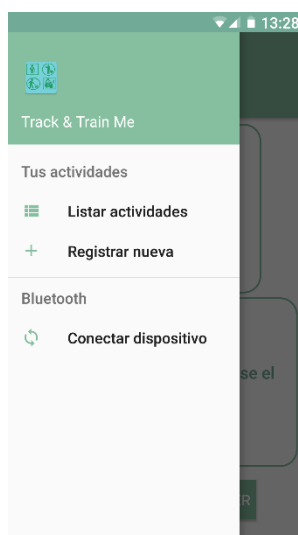 13:28
Track & Train Me
Tus actividades
Listar actividades
Registrar nueva
Bluetooth
Conectar dispositivo
se el
R